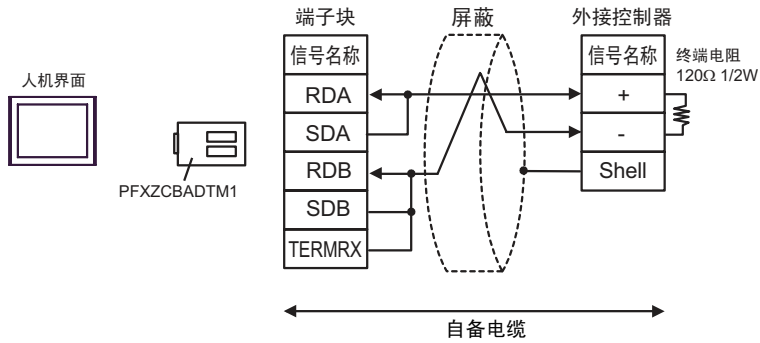 端子块
屏蔽
外接控制器
信号名称
信号名称
终端电阻
120Ω 1/2W
人机界面
RDA
+
SDA
-
RDB
Shell
PFXZCBADTM1
SDB
TERMRX
自备电缆